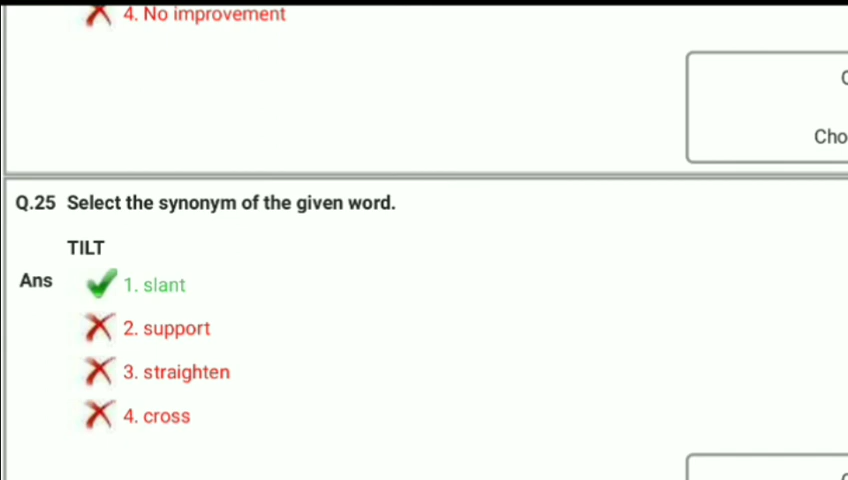 4. No improvement
Cho
Q.25 Select the synonym of the given word.
TILT
Ans
1. slant
2. support
3. straighten
4. cross